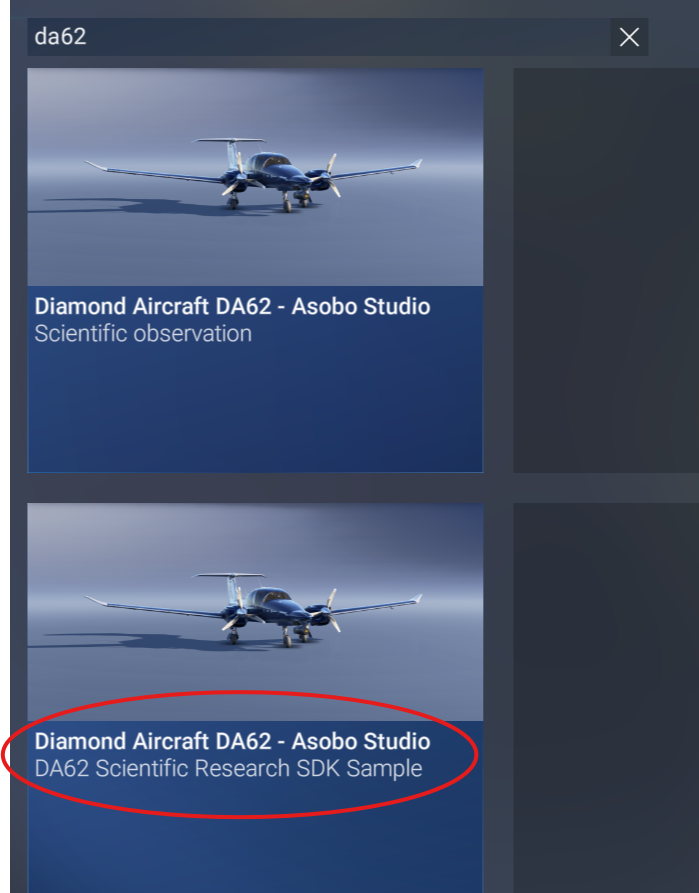 da62
Diamond Aircraft DA62 - Asobo Studio
Scientific observation
Diamond Aircraft DA62 - Asobo Studio
DA62 Scientific Research SDK Sample